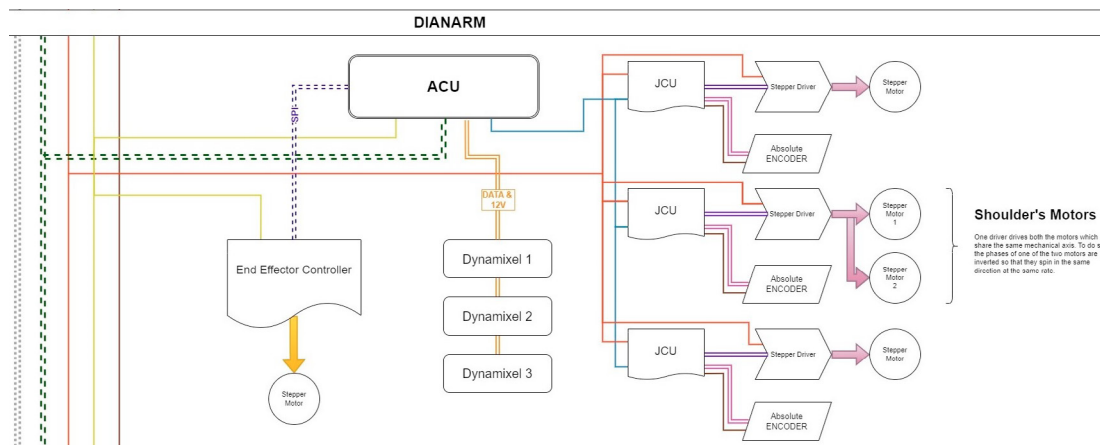 DIANARM
ACU
SPI
DATA &
12V
End Effector Controller
Stepper
Motor
Dynamixel 1
Dynamixel 2
Dynamixel 3
JCU
Stepper Driver
Stepper
Motor
Absolute
ENCODER
JCU
Stepper Driver
Stepper
Motor
1
Stepper
Motor
2
Absolute
ENCODER
Shoulder's Motors
One driver drives both the motors which
share the same mechanical axis. To do s
the phases of one of the two motors are
inverted so that they spin in the same
direction at the same rate.
JCU
Stepper Driver
Stepper
Motor
Absolute
ENCODER